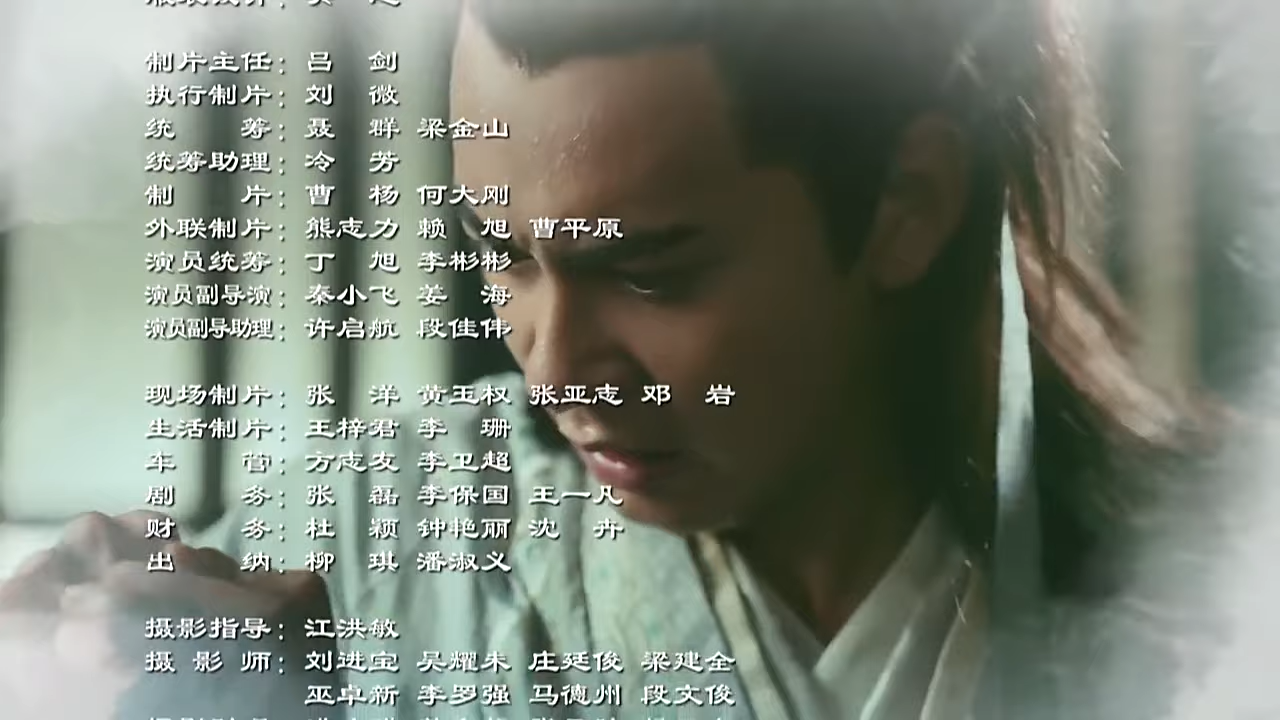 制片主任：吕　剑
执行制片：刘　微
统　　筹：聂　群 梁金山
统筹助理：冷　芳
制　　片：曹　杨 何大刚
外联制片：熊志力 赖　旭 曹平原
演员统筹：丁　旭 李彬彬
演员副导演：秦小飞 姜　海
演员副导助理：许启航 段佳伟
现场制片：张　洋 黄玉权 张亚志 邓　岩
生活制片：王梓君 李　珊
车　　管：方志友 李卫超
剧　　务：张　磊 李保国 王一凡
财　　务：杜　颖 钟艳丽 沈　卉
出　　纳：柳　琪 潘淑义
摄影指导：江洪敏
摄 影 师：刘进宝 吴耀朱 庄廷俊 梁建全
巫卓新 李罗强 马德州 段文俊